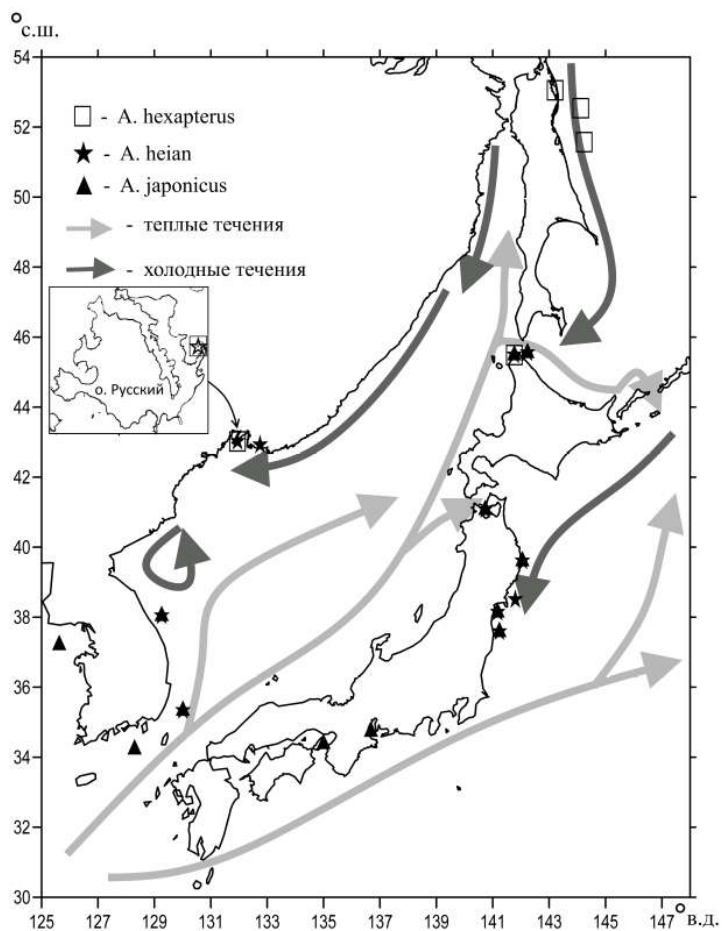 °
с.ш.
54
52
50
48
46
44
42
40
38
36
34
32
30
- A. hexapterus
- A. heian
- A. japonicus
- теплые течения
- холодные течения
о. Русский
125 127 129 131 133 135 137 139 141 143 145 147 °в.д.